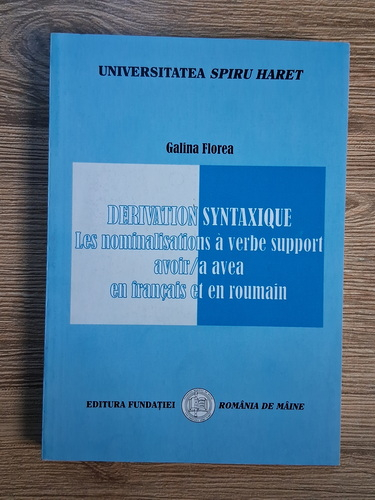 UNIVERSITATEA SPIRU HARET
Galina Florea
DERIVATION SYNTAXIQUE
Les nominalisations à verbe support
avoir/a avea
en français et en roumain
EDITURA FUNDAȚIEI ROMÂNIA DE MÂINE